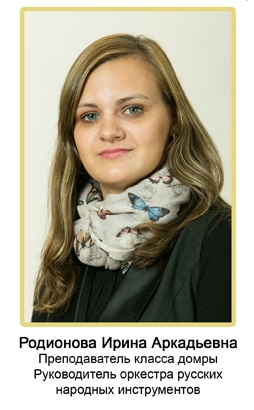 Родионова Ирина Аркадьевна
Преподаватель класса домры
Руководитель оркестра русских
народных инструментов